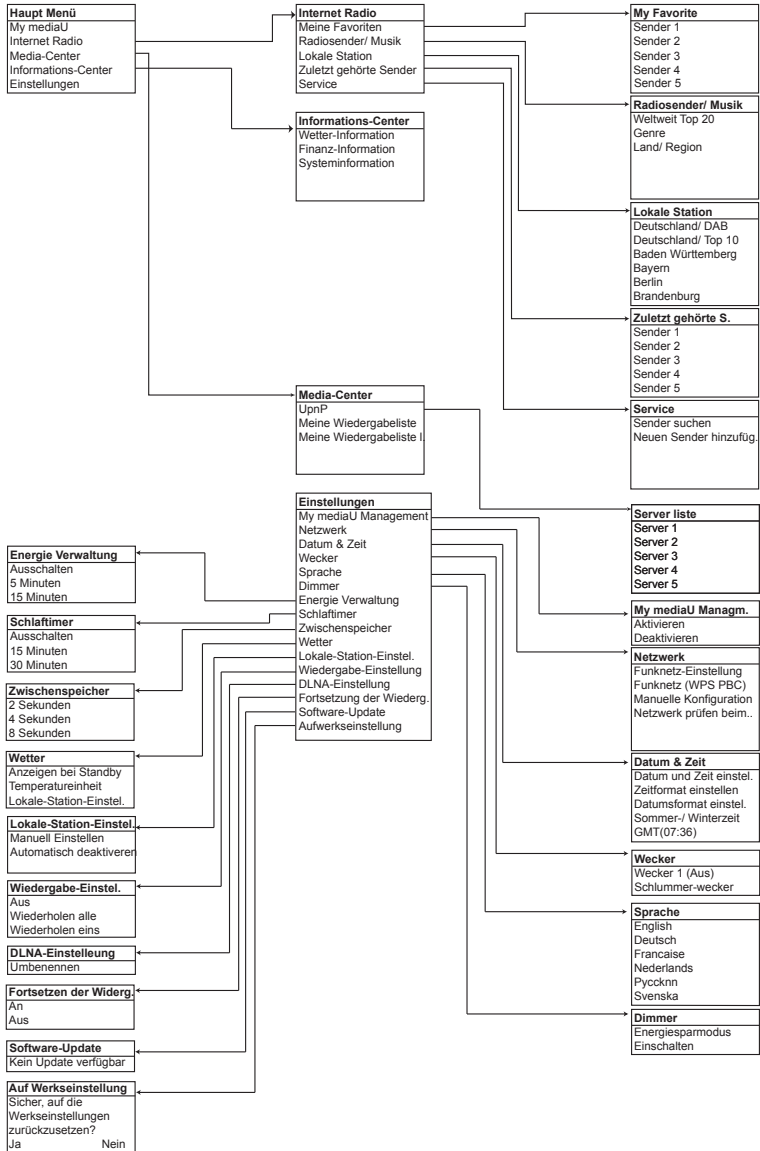 Haupt Menü
My mediaU
Internet Radio
Media-Center
Informations-Center
Einstellungen
Internet Radio
Meine Favoriten
Radiosender/ Musik
Lokale Station
Zuletzt gehörte Sender
Service
My Favorite
Sender 1
Sender 2
Sender 3
Sender 4
Sender 5
Informations-Center
Wetter-Information
Finanz-Information
Systeminformation
Radiosender/ Musik
Weltweit Top 20
Genre
Land/ Region
Lokale Station
Deutschland/ DAB
Deutschland/ Top 10
Baden Württemberg
Bayern
Berlin
Brandenburg
Zuletzt gehörte S.
Sender 1
Sender 2
Sender 3
Sender 4
Sender 5
Media-Center
UpnP
Meine Wiedergabeliste
Meine Wiedergabeliste l.
Service
Sender suchen
Neuen Sender hinzufüg.
Einstellungen
My mediaU Management
Netzwerk
Datum & Zeit
Wecker
Sprache
Dimmer
Energie Verwaltung
Schlaftimer
Zwischenspeicher
Wetter
Lokale-Station-Einstel.
Wiedergabe-Einstellung
DLNA-Einstellung
Fortsetzung der Wiederg.
Software-Update
Aufwerkseinstellung
Server liste
Server 1
Server 2
Server 3
Server 4
Server 5
Energie Verwaltung
Ausschalten
5 Minuten
15 Minuten
Schlaftimer
Ausschalten
15 Minuten
30 Minuten
Zwischenspeicher
2 Sekunden
4 Sekunden
8 Sekunden
Wetter
Anzeigen bei Standby
Temperatureinheit
Lokale-Station-Einstel.
Lokale-Station-Einstel.
Manuell Einstellen
Automatisch deaktiveren
Wiedergabe-Einstel.
Aus
Wiederholen alle
Wiederholen eins
DLNA-Einstelleung
Umbenennen
Fortsetzen der Widerg.
An
Aus
Software-Update
Kein Update verfügbar
Auf Werkseinstellung
Sicher, auf die
Werkseinstellungen
zurückzusetzen?
Ja Nein
My mediaU Managm.
Aktivieren
Deaktivieren
Netzwerk
Funknetz-Einstellung
Funknetz (WPS PBC)
Manuelle Konfiguration
Netzwerk prüfen beim..
Datum & Zeit
Datum und Zeit einstel.
Zeitformat einstellen
Datumsformat einstel.
Sommer-/ Winterzeit
GMT(07:36)
Wecker
Wecker 1 (Aus)
Schlummer-wecker
Sprache
English
Deutsch
Francaise
Nederlands
Pyccknn
Svenska
Dimmer
Energiesparmodus
Einschalten